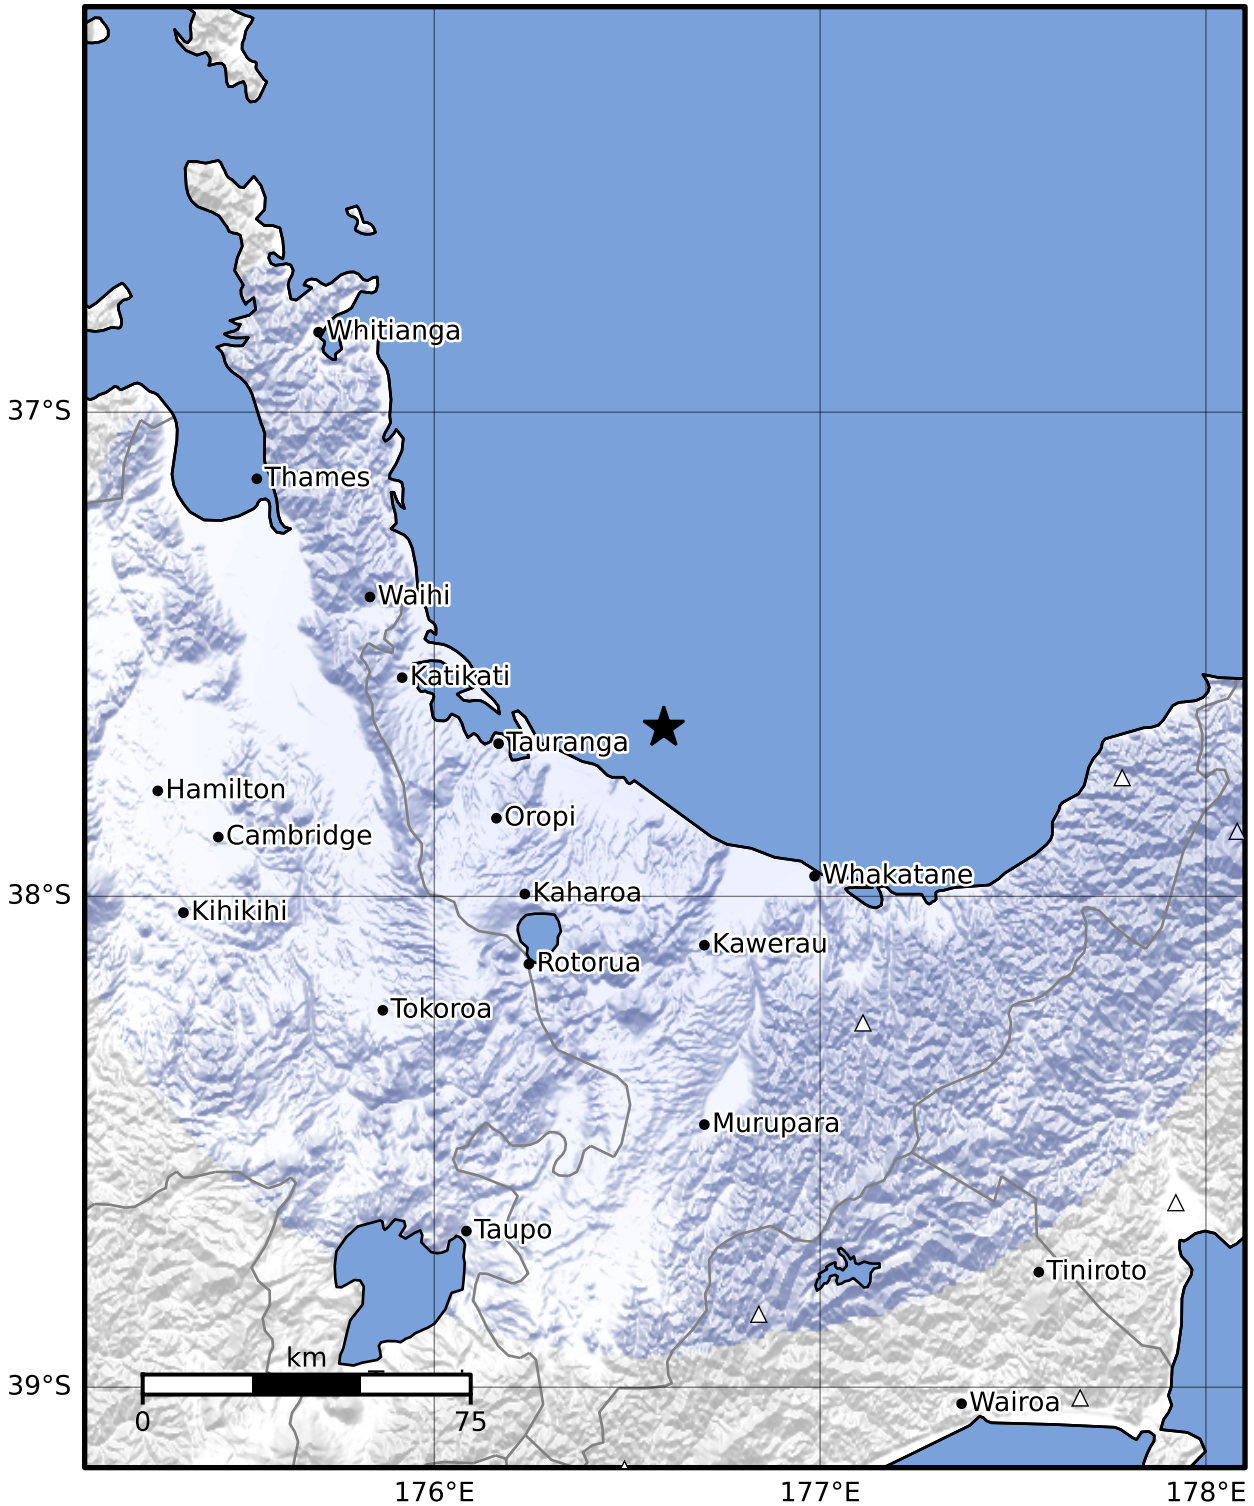 Whitianga
37°S
Thames
Waihi
Katikati
Tauranga
Hamilton
Oropi
Cambridge
Whakatane
38°S
Kaharoa
Kihikihi
Kawerau
Rotorua
Tokoroa
Murupara
Taupo
Tiniroto
km
39°S
Wairoa
0 75
176°E 177°E 178°E